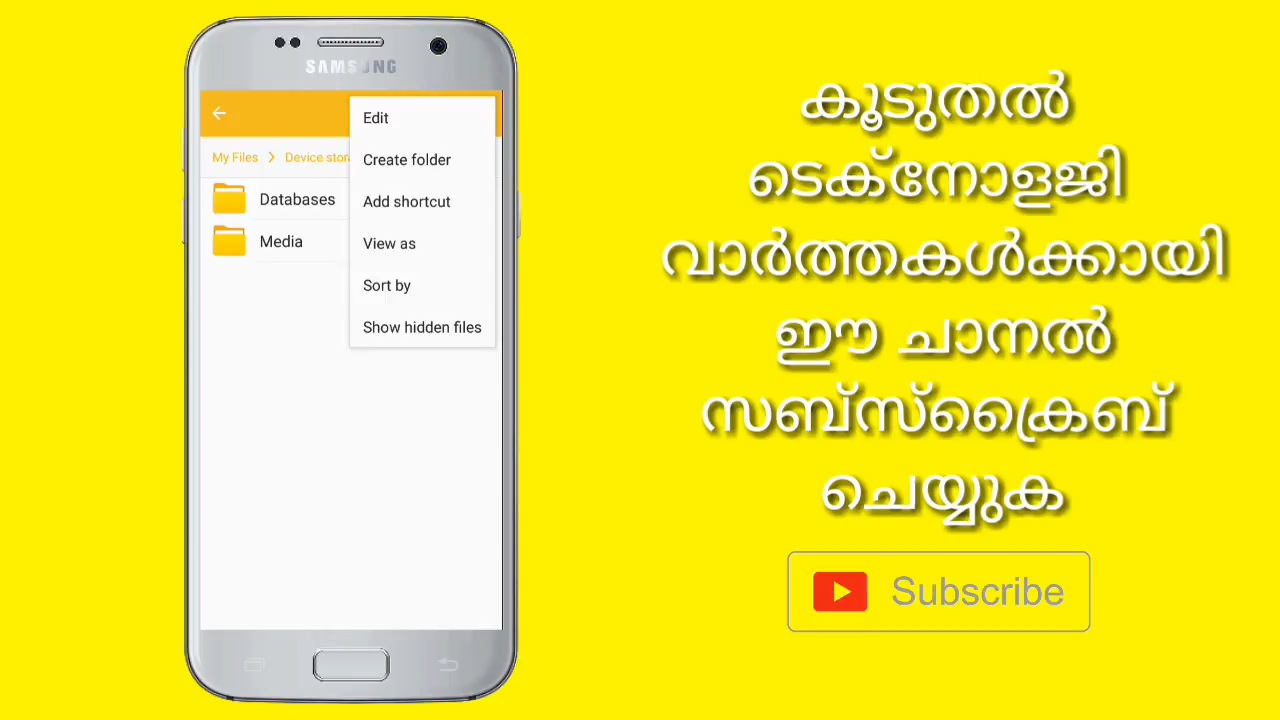 SAMSUNG
My Files > Device stora
Databases
Media
Edit
Create folder
Add shortcut
View as
Sort by
Show hidden files
കൂടുതൽ
ടെക്നോളജി
വാർത്തകൾക്കായി
ഈ ചാനൽ
സബ്സ്ക്രൈബ്
ചെയ്യുക
Subscribe